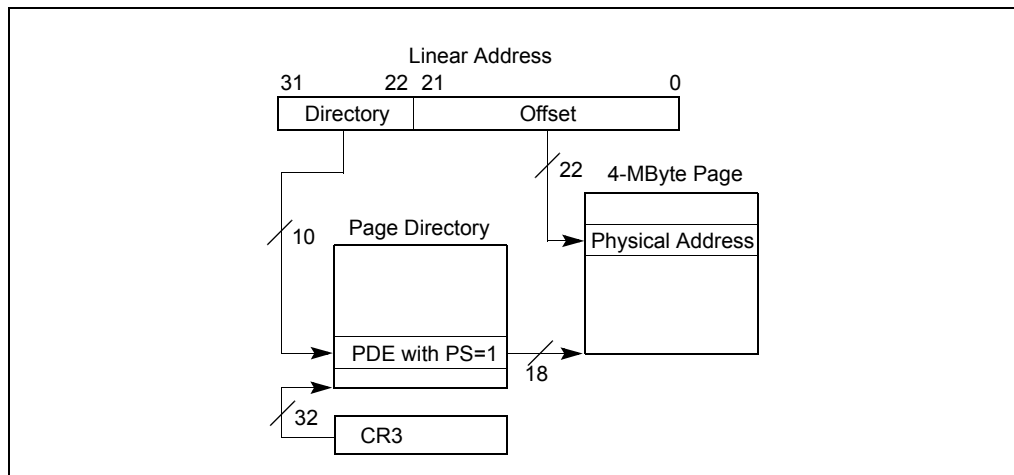 Linear Address
31 22 21 0
Directory Offset
22 4-MByte Page
10 Page Directory
Physical Address
PDE with PS=1
18
32
CR3